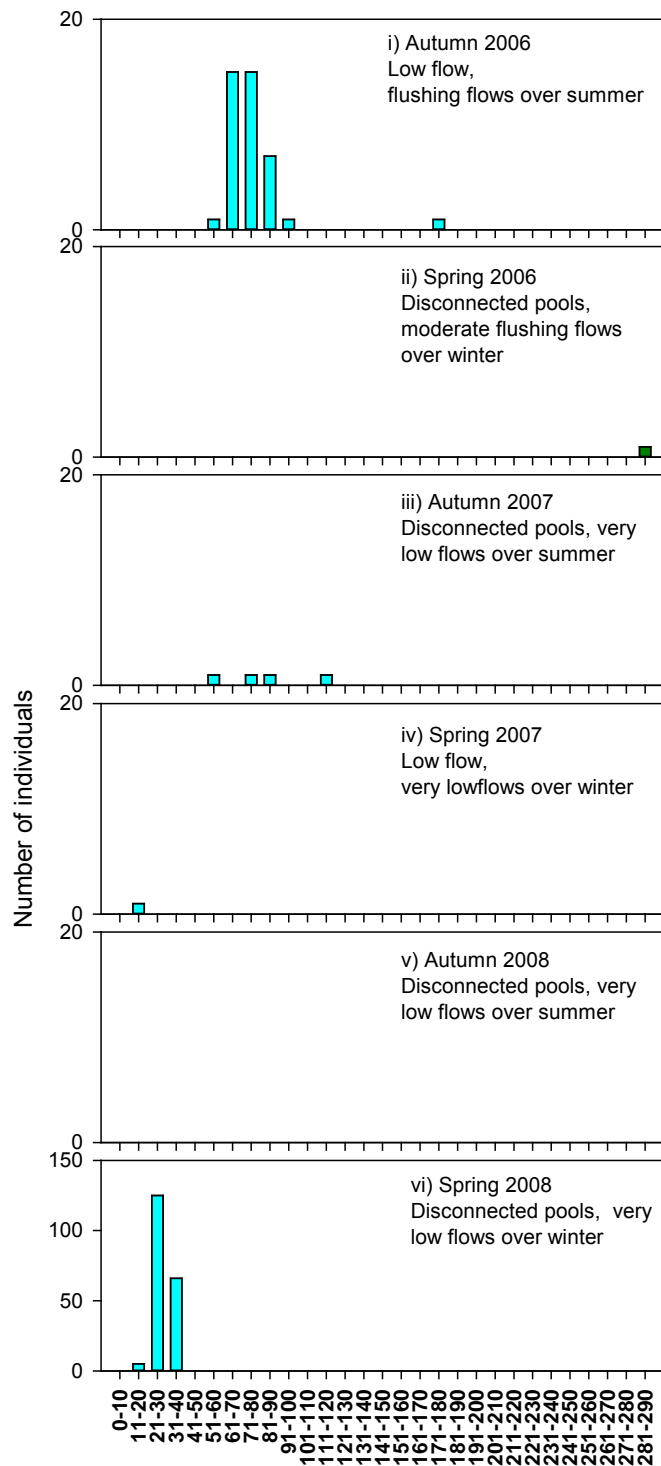 20
i) Autumn 2006
Low flow,
flushing flows over summer
0
20
ii) Spring 2006
Disconnected pools,
moderate flushing flows
over winter
0
20
iii) Autumn 2007
Disconnected pools, very
low flows over summer
0
Number of individuals
20
iv) Spring 2007
Low flow,
very lowflows over winter
0
20
v) Autumn 2008
Disconnected pools, very
low flows over summer
0
150
vi) Spring 2008
Disconnected pools,  very
low flows over winter
100
50
0
0-10
11-20
21-30
31-40
41-50
51-60
61-70
71-80
81-90
91-100
101-110
111-120
121-130
131-140
141-150
151-160
161-170
171-180
181-190
191-200
201-210
211-220
221-230
231-240
241-250
251-260
261-270
271-280
281-290